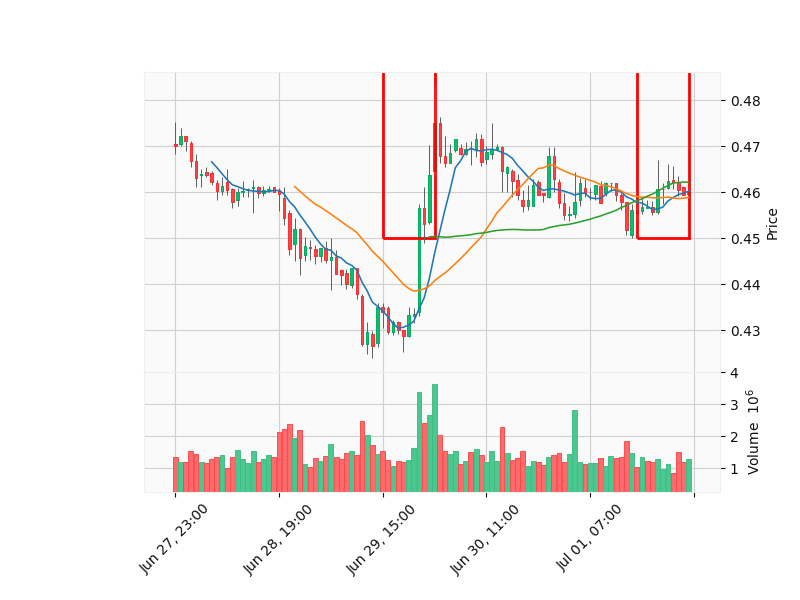 0.48
0.47
0.46
0.45
0.44
0.43
Price
4
3
2
1
Volume 10^6
Jun 27, 23:00
Jun 28, 19:00
Jun 29, 15:00
Jun 30, 11:00
Jul 01, 07:00